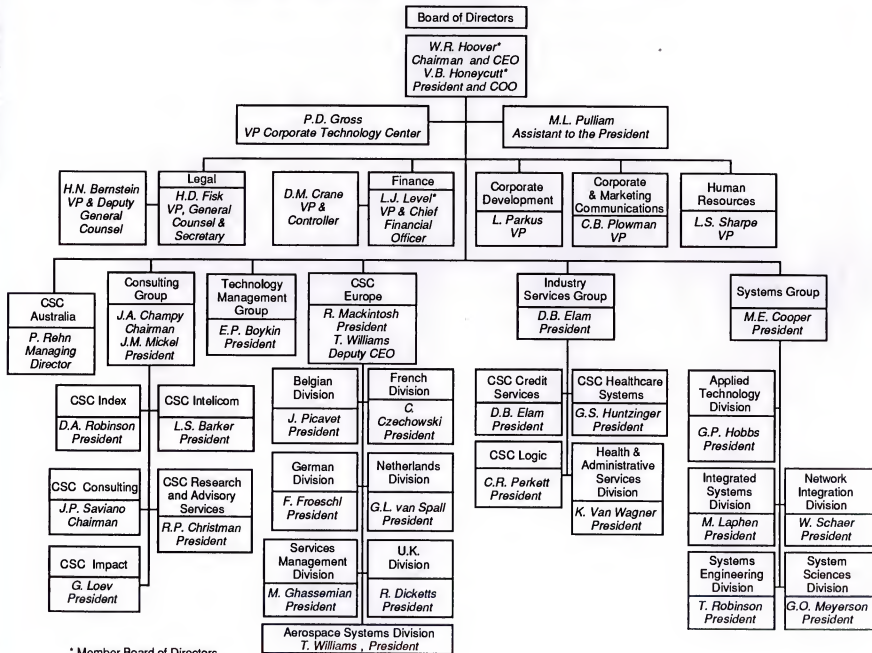 Board of Directors
W.R. Hoover*
Chairman and CEO
V.B. Honeycutt*
President and COO
P.D. Gross
VP Corporate Technology Center
M.L. Pulliam
Assistant to the President
H.N. Bernstein
VP & Deputy
General
Counsel
Legal
H.D. Fisk
VP, General
Counsel &
Secretary
D.M. Crane
VP &
Controller
Finance
L.J. Level*
VP & Chief
Financial
Officer
Corporate
Development
L. Parkus
VP
Corporate
& Marketing
Communications
C.B. Plowman
VP
Human
Resources
L.S. Sharpe
VP
CSC
Australia
P. Rehn
Managing
Director
Consulting
Group
J.A. Champy
Chairman
J.M. Mickel
President
Technology
Management
Group
E.P. Boykin
President
CSC
Europe
R. Mackintosh
President
T. Williams
Deputy CEO
Industry
Services Group
D.B. Elam
President
Systems Group
M.E. Cooper
President
CSC Index
D.A. Robinson
President
CSC Intelicom
L.S. Barker
President
CSC Consulting
J.P. Saviano
Chairman
CSC Research
and Advisory
Services
R.P. Christman
President
CSC Impact
G. Loev
President
Belgian
Division
J. Picavet
President
French
Division
C.
Czechowski
President
German
Division
F. Froeschl
President
Netherlands
Division
G.L. van Spall
President
Services
Management
Division
M. Ghassemian
President
U.K.
Division
R. Dicketts
President
Aerospace Systems Division
T. Williams , President
CSC Credit
Services
D.B. Elam
President
CSC Healthcare
Systems
G.S. Huntzinger
President
CSC Logic
C.R. Perkett
President
Health &
Administrative
Services
Division
K. Van Wagner
President
Applied
Technology
Division
G.P. Hobbs
President
Integrated
Systems
Division
M. Laphen
President
Network
Integration
Division
W. Schaer
President
Systems
Engineering
Division
T. Robinson
President
System
Sciences
Division
G.O. Meyerson
President
* Member Board of Directors